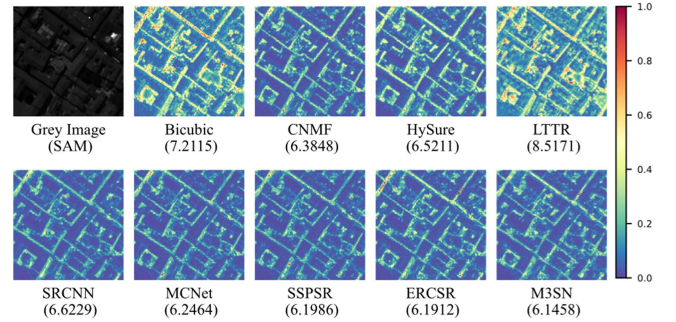 Grey Image
(SAM)
Bicubic
(7.2115)
CNMF
(6.3848)
HySure
(6.5211)
LTTR
(8.5171)
SRCNN
(6.6229)
MCNet
(6.2464)
SSPSR
(6.1986)
ERCSR
(6.1912)
M3SN
(6.1458)
1.0
0.8
0.6
0.4
0.2
0.0